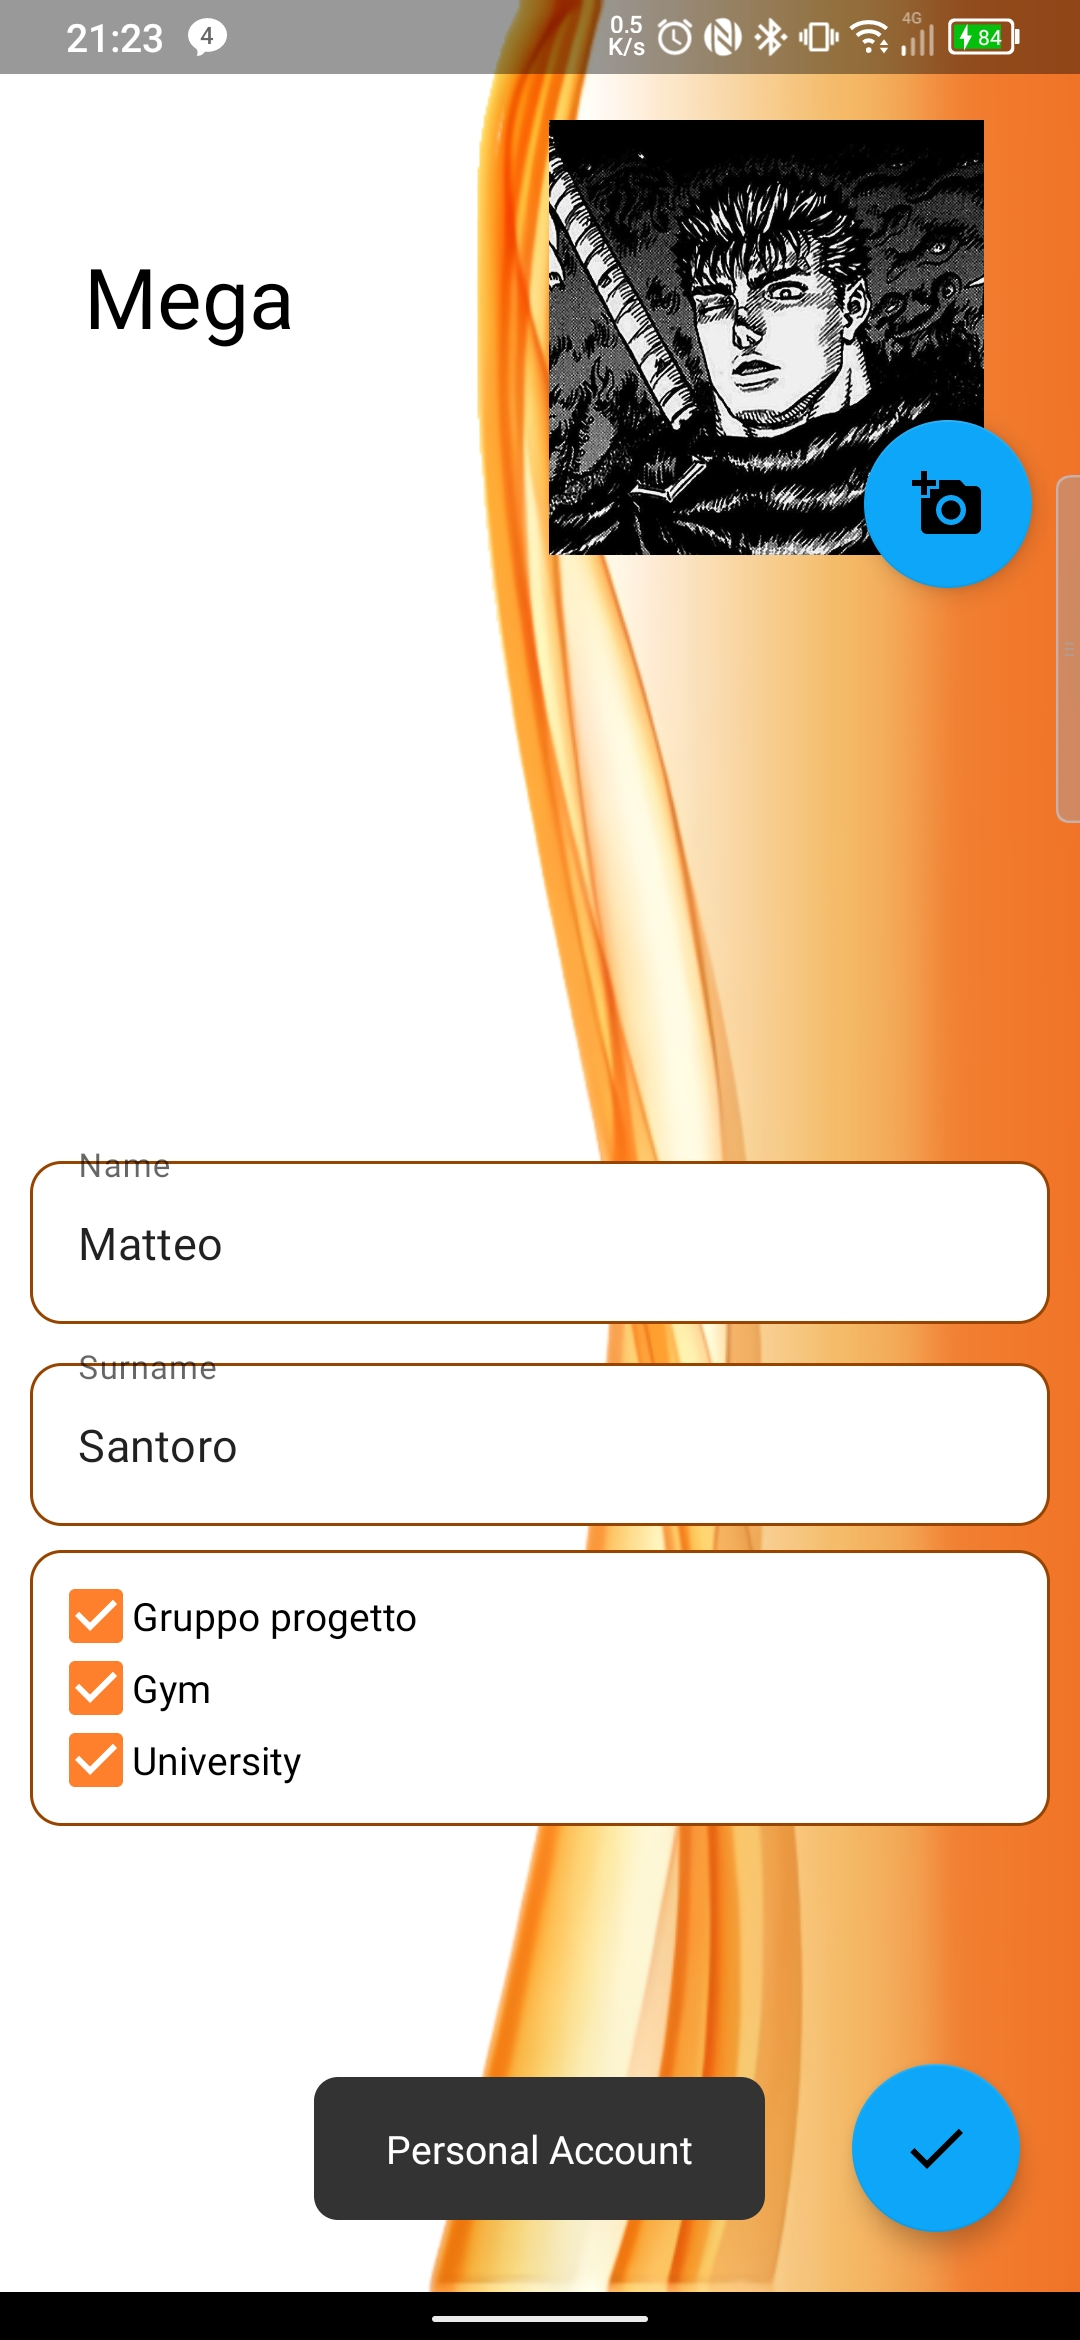 21:23 4 0.5 K/s 4G 84
Mega
Name
Matteo
Surname
Santoro
Gruppo progetto
Gym
University
Personal Account